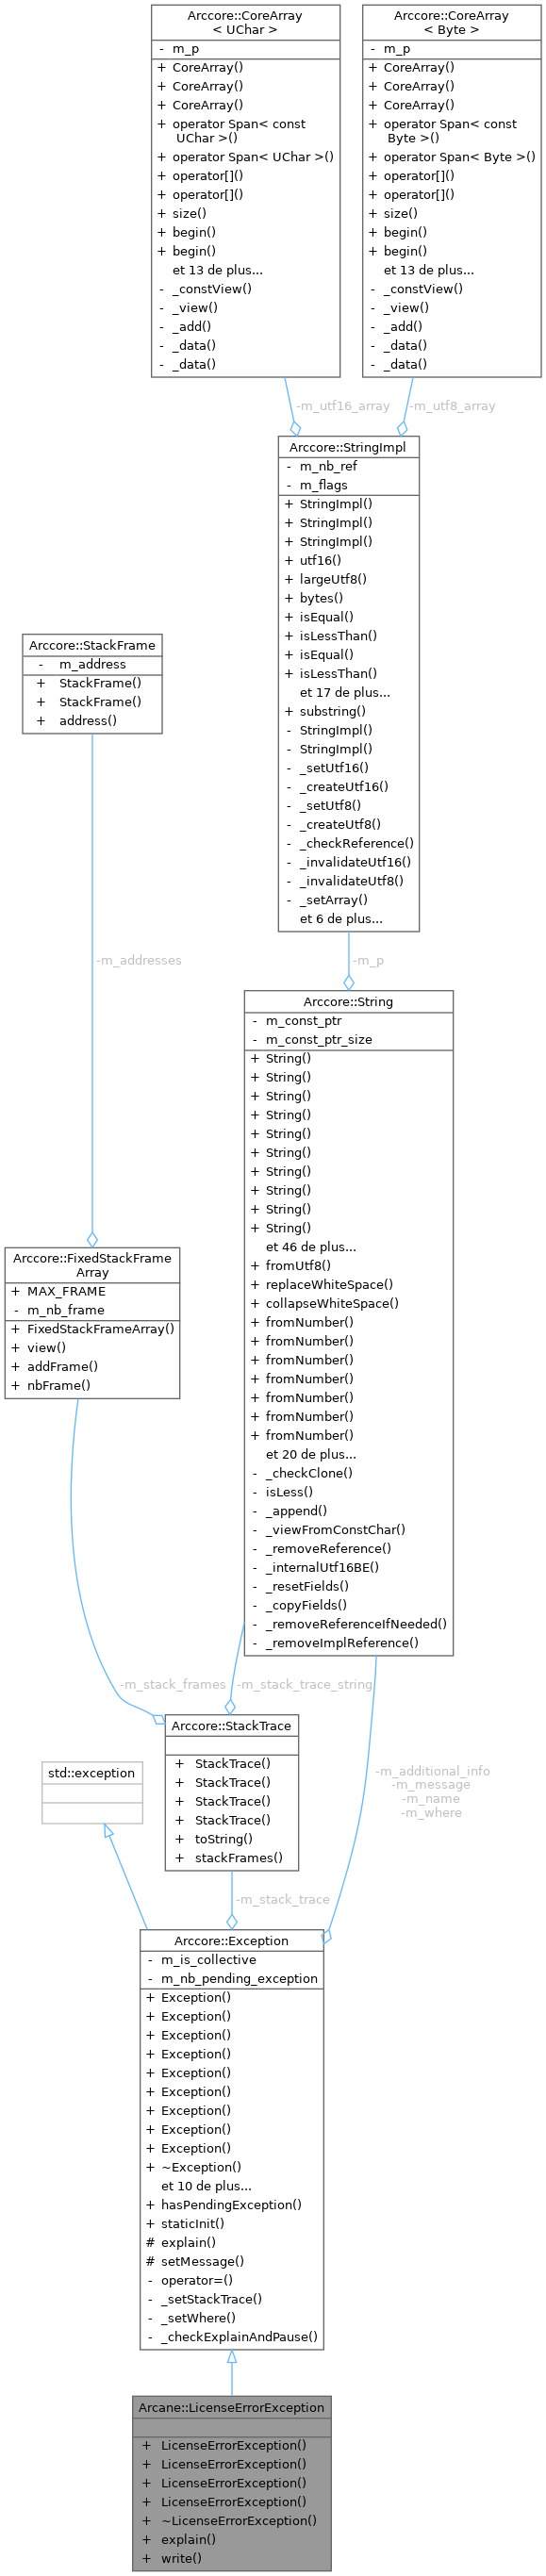 Arccore::CoreArray
< UChar >
- m_p
+ CoreArray()
+ CoreArray()
+ CoreArray()
+ operator Span< const
UChar >()
+ operator Span< UChar >()
+ operator[]()
+ operator[]()
+ size()
+ begin()
+ begin()
et 13 de plus...
- _constView()
- _view()
- _add()
- _data()
- _data()
Arccore::CoreArray
< Byte >
- m_p
+ CoreArray()
+ CoreArray()
+ CoreArray()
+ operator Span< const
Byte >()
+ operator Span< Byte >()
+ operator[]()
+ operator[]()
+ size()
+ begin()
+ begin()
et 13 de plus...
- _constView()
- _view()
- _add()
- _data()
- _data()
-m_utf16_array
-m_utf8_array
Arccore::StringImpl
- m_nb_ref
- m_flags
+ StringImpl()
+ StringImpl()
+ StringImpl()
+ utf16()
+ largeUtf8()
+ bytes()
+ isEqual()
+ isLessThan()
+ isEqual()
+ isLessThan()
et 17 de plus...
+ substring()
- StringImpl()
- StringImpl()
- _setUtf16()
- _createUtf16()
- _setUtf8()
- _createUtf8()
- _checkReference()
- _invalidateUtf16()
- _invalidateUtf8()
- _setArray()
et 6 de plus...
Arccore::StackFrame
- m_address
+ StackFrame()
+ StackFrame()
+ address()
-m_addresses
-m_p
Arccore::String
- m_const_ptr
- m_const_ptr_size
+ String()
+ String()
+ String()
+ String()
+ String()
+ String()
+ String()
+ String()
+ String()
+ String()
et 46 de plus...
+ fromUtf8()
+ replaceWhiteSpace()
+ collapseWhiteSpace()
+ fromNumber()
+ fromNumber()
+ fromNumber()
+ fromNumber()
+ fromNumber()
+ fromNumber()
+ fromNumber()
et 20 de plus...
- _checkClone()
- isLess()
- _append()
- _viewFromConstChar()
- _removeReference()
- _internalUtf16BE()
- _resetFields()
- _copyFields()
- _removeReferenceIfNeeded()
- _removeImplReference()
Arccore::FixedStackFrame
Array
+ MAX_FRAME
- m_nb_frame
+ FixedStackFrameArray()
+ view()
+ addFrame()
+ nbFrame()
-m_stack_frames
-m_stack_trace_string
Arccore::StackTrace
+ StackTrace()
+ StackTrace()
+ StackTrace()
+ StackTrace()
+ toString()
+ stackFrames()
std::exception
-m_additional_info
-m_message
-m_name
-m_where
-m_stack_trace
Arccore::Exception
- m_is_collective
- m_nb_pending_exception
+ Exception()
+ Exception()
+ Exception()
+ Exception()
+ Exception()
+ Exception()
+ Exception()
+ Exception()
+ Exception()
+ ~Exception()
et 10 de plus...
+ hasPendingException()
+ staticInit()
# explain()
# setMessage()
- operator=()
- _setStackTrace()
- _setWhere()
- _checkExplainAndPause()
Arcane::LicenseErrorException
+ LicenseErrorException()
+ LicenseErrorException()
+ LicenseErrorException()
+ LicenseErrorException()
+ ~LicenseErrorException()
+ explain()
+ write()